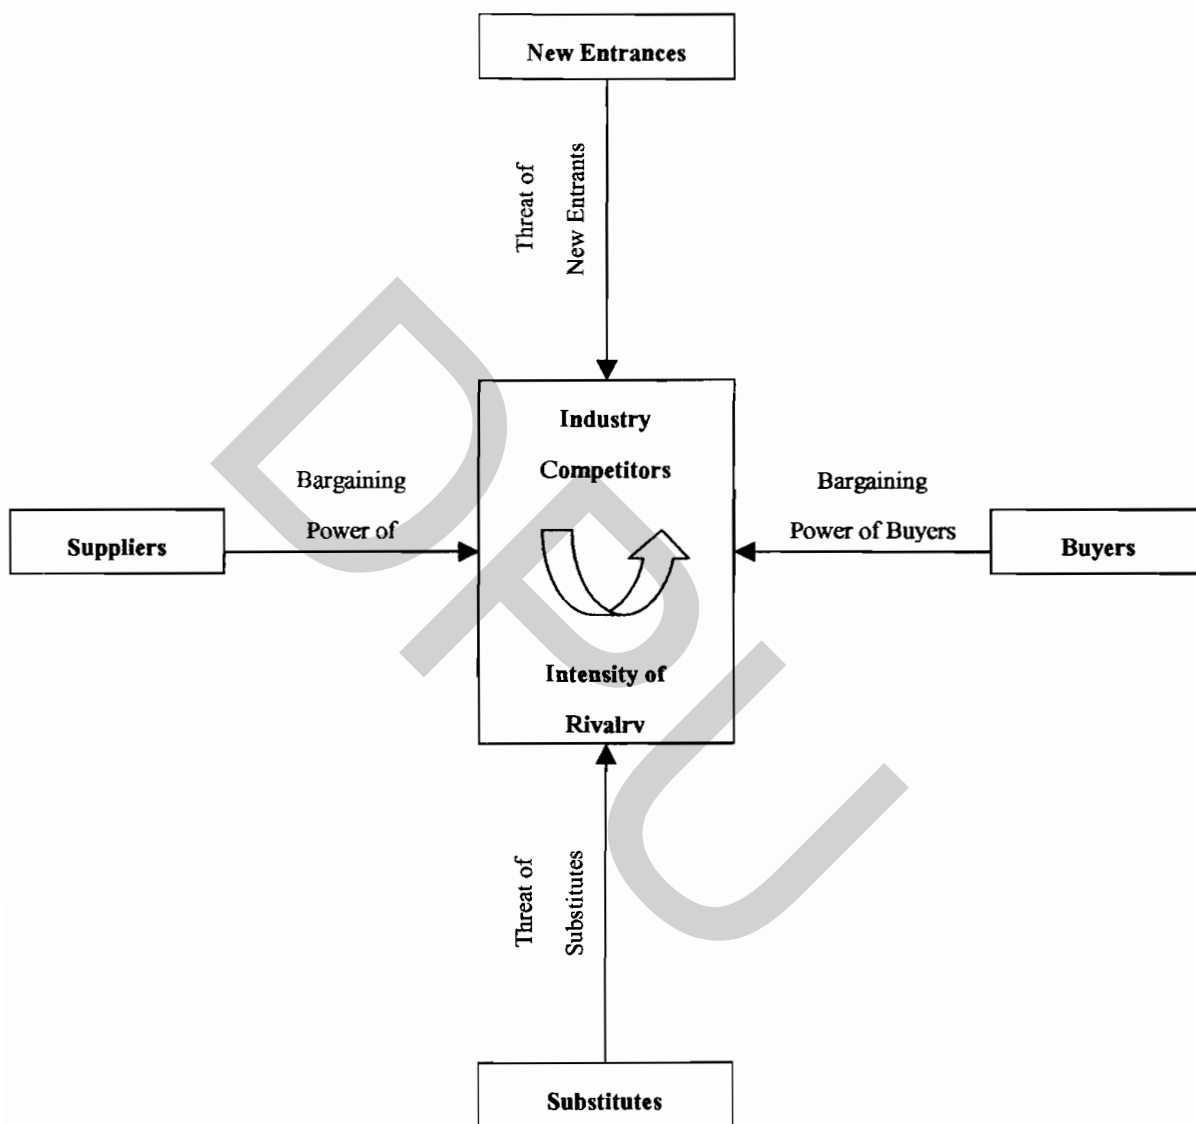 New Entrances
Threat of
New Entrants
Industry
Competitors
Bargaining
Power of
Suppliers
Bargaining
Power of Buyers
Buyers
Intensity of
Rivalry
Threat of
Substitutes
Substitutes
DPU